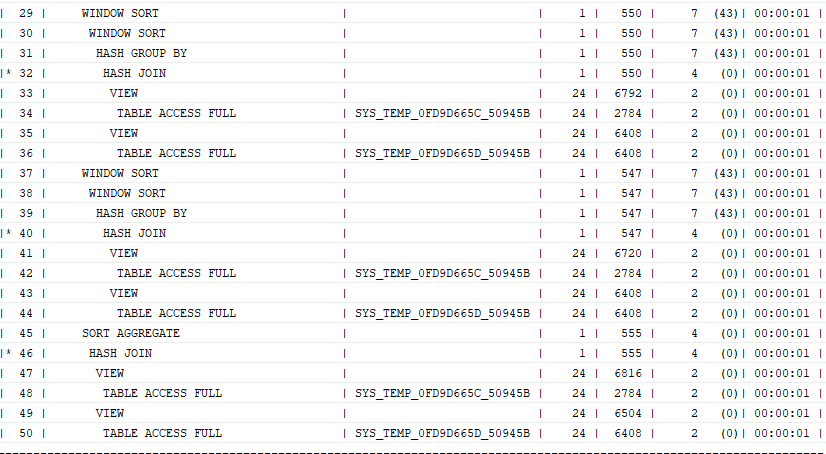 |  29 |     WINDOW SORT                     |                           |     1 |   550 |     7  (43)| 00:00:01 |
|  30 |      WINDOW SORT                    |                           |     1 |   550 |     7  (43)| 00:00:01 |
|  31 |       HASH GROUP BY                 |                           |     1 |   550 |     7  (43)| 00:00:01 |
|* 32 |        HASH JOIN                    |                           |     1 |   550 |     4   (0)| 00:00:01 |
|  33 |         VIEW                        |                           |    24 |  6792 |     2   (0)| 00:00:01 |
|  34 |          TABLE ACCESS FULL          | SYS_TEMP_0FD9D665C_50945B |    24 |  2784 |     2   (0)| 00:00:01 |
|  35 |         VIEW                        |                           |    24 |  6408 |     2   (0)| 00:00:01 |
|  36 |          TABLE ACCESS FULL          | SYS_TEMP_0FD9D665D_50945B |    24 |  6408 |     2   (0)| 00:00:01 |
|  37 |     WINDOW SORT                     |                           |     1 |   547 |     7  (43)| 00:00:01 |
|  38 |      WINDOW SORT                    |                           |     1 |   547 |     7  (43)| 00:00:01 |
|  39 |       HASH GROUP BY                 |                           |     1 |   547 |     7  (43)| 00:00:01 |
|* 40 |        HASH JOIN                    |                           |     1 |   547 |     4   (0)| 00:00:01 |
|  41 |         VIEW                        |                           |    24 |  6720 |     2   (0)| 00:00:01 |
|  42 |          TABLE ACCESS FULL          | SYS_TEMP_0FD9D665C_50945B |    24 |  2784 |     2   (0)| 00:00:01 |
|  43 |         VIEW                        |                           |    24 |  6408 |     2   (0)| 00:00:01 |
|  44 |          TABLE ACCESS FULL          | SYS_TEMP_0FD9D665D_50945B |    24 |  6408 |     2   (0)| 00:00:01 |
|  45 |     SORT AGGREGATE                  |                           |     1 |   555 |     4   (0)| 00:00:01 |
|* 46 |      HASH JOIN                      |                           |     1 |   555 |     4   (0)| 00:00:01 |
|  47 |       VIEW                          |                           |    24 |  6816 |     2   (0)| 00:00:01 |
|  48 |        TABLE ACCESS FULL            | SYS_TEMP_0FD9D665C_50945B |    24 |  2784 |     2   (0)| 00:00:01 |
|  49 |       VIEW                          |                           |    24 |  6504 |     2   (0)| 00:00:01 |
|  50 |        TABLE ACCESS FULL            | SYS_TEMP_0FD9D665D_50945B |    24 |  6408 |     2   (0)| 00:00:01 |